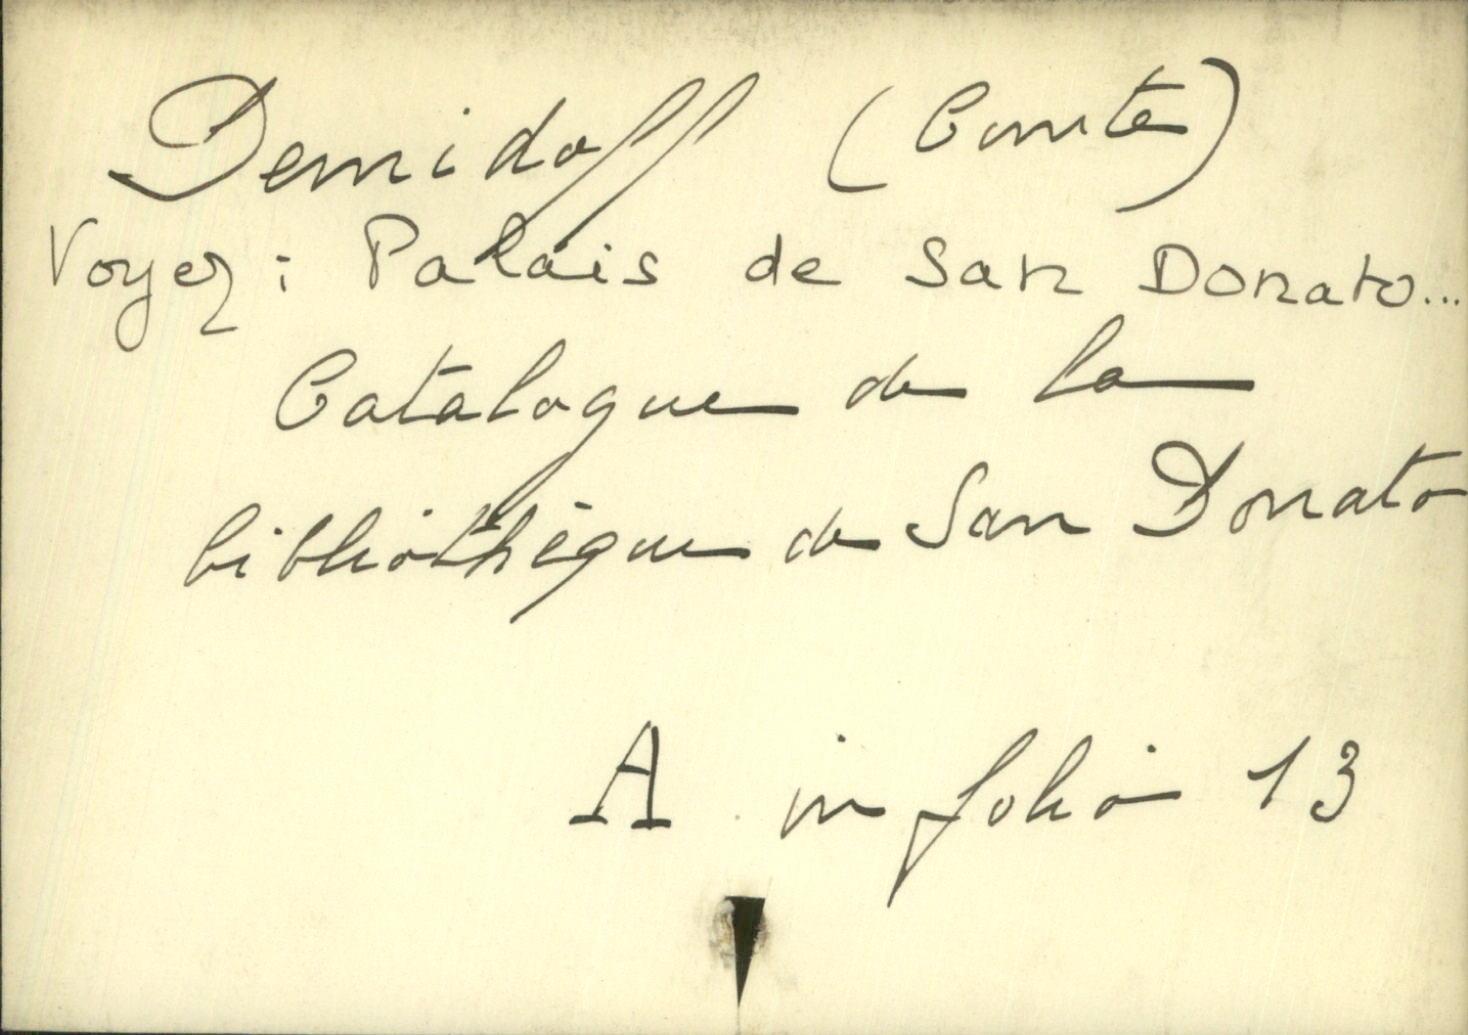 Demidoff (Comte)
Voyez : Palais de San Donato...
Catalogue de la
bibliothèque de San Donato
A in folio 13